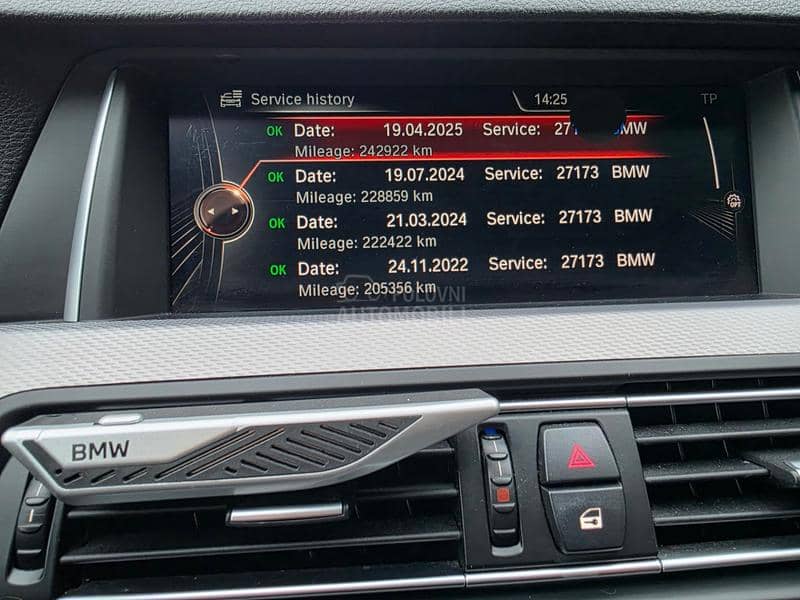 Service history 14:25 TP
OK Date: 19.04.2025 Service: BMW
Mileage: 242922 km
OK Date: 19.07.2024 Service: 27173 BMW
Mileage: 228859 km
OPT
OK Date: 21.03.2024 Service: 27173 BMW
Mileage: 222422 km
OK Date: 24.11.2022 Service: 27173 BMW
Mileage: 205356 km
POLOVNI
AUTOMOBILI
BMW